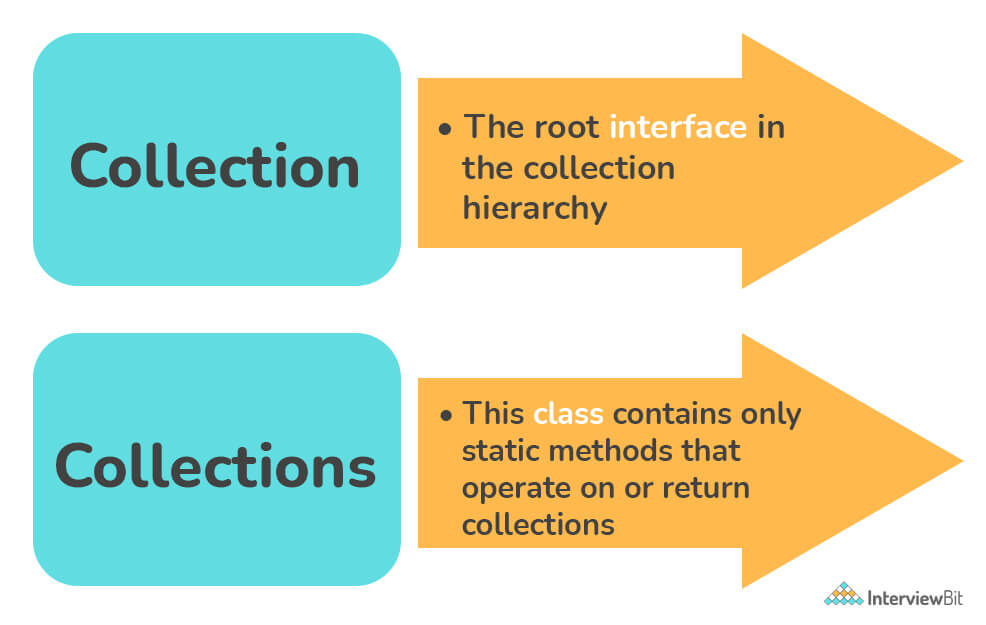 Collection
• The root interface in
the collection
hierarchy
Collections
• This class contains only
static methods that
operate on or return
collections
InterviewBit